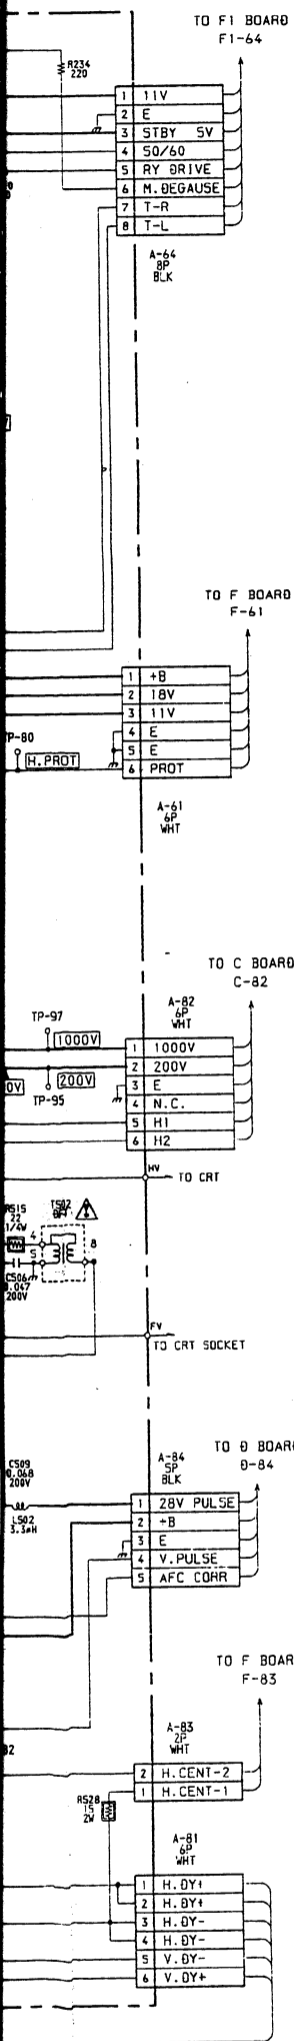 TO F1 BOARD
F1-64
R234
220
1 11V
2 E
3 STBY 5V
4 50/60
5 RY DRIVE
6 M.DEGAUSE
7 T-R
8 T-L
A-64
8P
BLK
TO F BOARD
F-61
1 +B
2 18V
3 11V
4 E
5 E
6 PROT
P-80
H.PROT
A-61
6P
WHT
TO C BOARD
C-82
A-82
6P
WHT
TP-97
1000V
200V
0V
TP-95
1 1000V
2 200V
3 E
4 N.C.
5 H1
6 H2
HV
TO CRT
R515
22
1/4W
T502
4
5
8
C506
0.047
200V
FV
TO CRT SOCKET
TO D BOARD
D-84
A-84
5P
BLK
C509
0.068
200V
L502
3.3mH
1 28V PULSE
2 +B
3 E
4 V.PULSE
5 AFC CORR
TO F BOAR
F-83
A-83
2P
WHT
2 H.CENT-2
1 H.CENT-1
R528
15
2W
A-81
6P
WHT
1 H.DY+
2 H.DY+
3 H.DY-
4 H.DY-
5 V.DY-
6 V.DY+